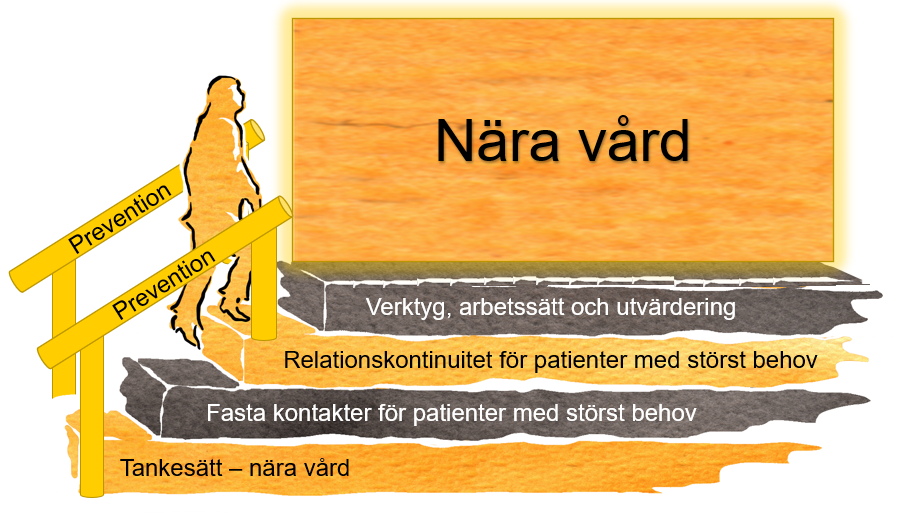 Nära vård
Prevention
Prevention
Verktyg, arbetssätt och utvärdering
Relationskontinuitet för patienter med störst behov
Fasta kontakter för patienter med störst behov
Tankesätt – nära vård